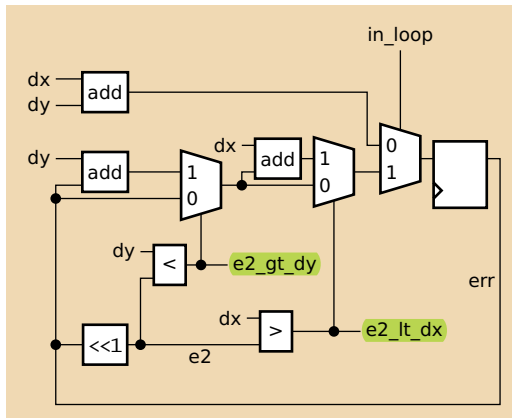 in_loop
dx
dy
add
0
1
dy
add
1
0
dx
add
1
0
dy
<
e2_gt_dy
dx
>
e2_lt_dx
<<1
e2
err